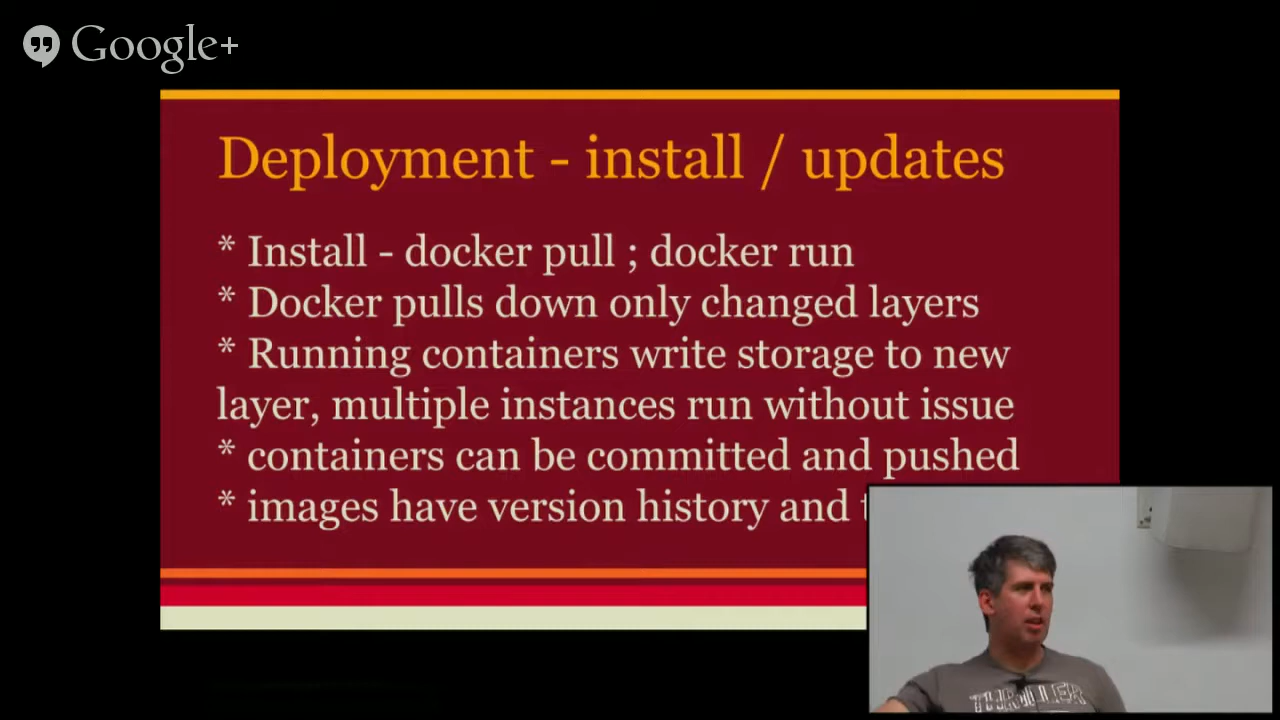 Google+
Deployment - install / updates
* Install - docker pull ; docker run
* Docker pulls down only changed layers
* Running containers write storage to new
layer, multiple instances run without issue
* containers can be committed and pushed
* images have version history and
THRILLER